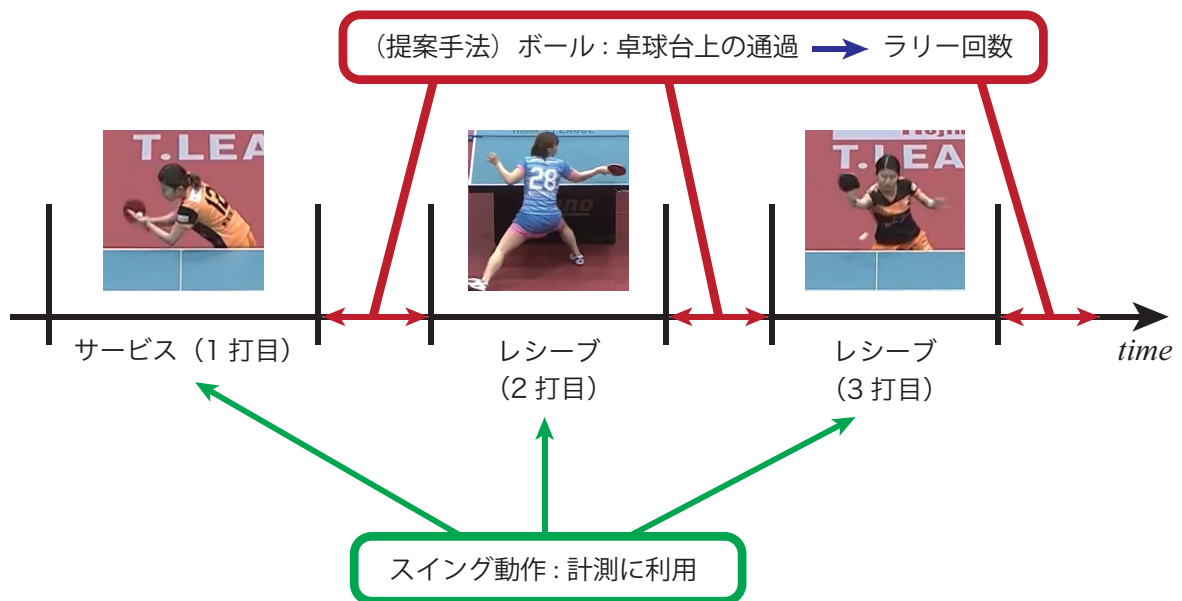 （提案手法）ボール : 卓球台上の通過 → ラリー回数
T.LEA
12
28
T.LEA
サービス（1 打目）
レシーブ
（2 打目）
レシーブ
（3 打目）
time
スイング動作 : 計測に利用